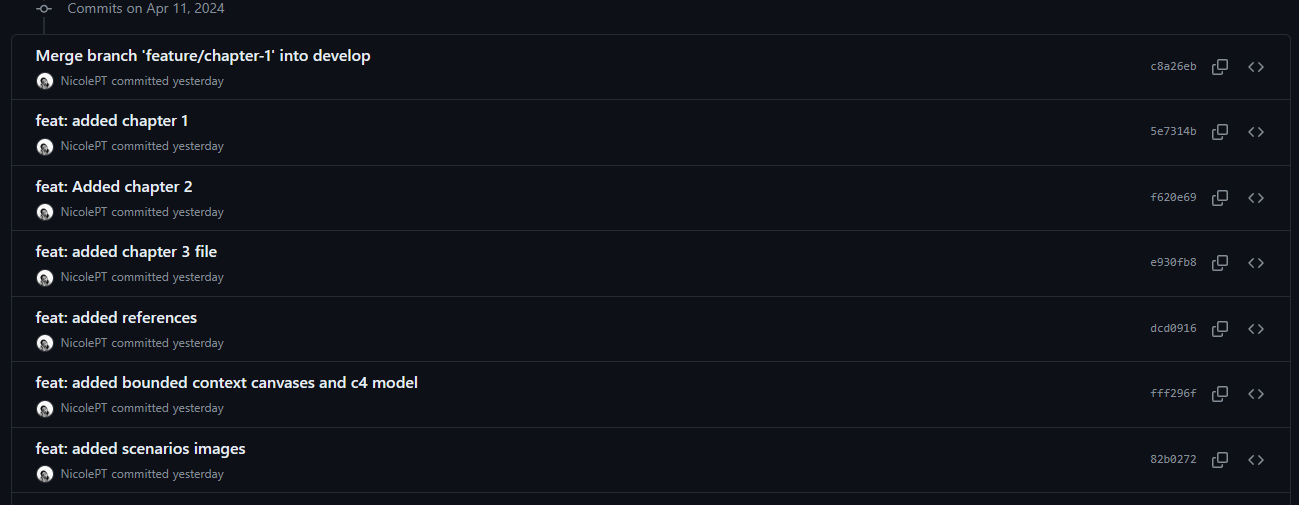 Commits on Apr 11, 2024
Merge branch 'feature/chapter-1' into develop
NicolePT committed yesterday
c8a26eb
feat: added chapter 1
NicolePT committed yesterday
5e7314b
feat: Added chapter 2
NicolePT committed yesterday
f620e69
feat: added chapter 3 file
NicolePT committed yesterday
e930fb8
feat: added references
NicolePT committed yesterday
dcd0916
feat: added bounded context canvases and c4 model
NicolePT committed yesterday
fff296f
feat: added scenarios images
NicolePT committed yesterday
82b0272